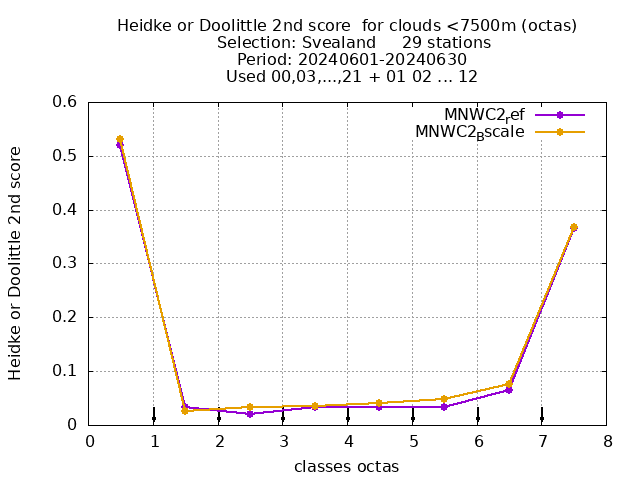 Heidke or Doolittle 2nd score  for clouds <7500m (octas)
Selection: Svealand     29 stations
Period: 20240601-20240630
Used 00,03,...,21 + 01 02 ... 12
MNWC2_ref
MNWC2_Bscale
Heidke or Doolittle 2nd score
0.6
0.5
0.4
0.3
0.2
0.1
0
0 1 2 3 4 5 6 7 8
classes octas